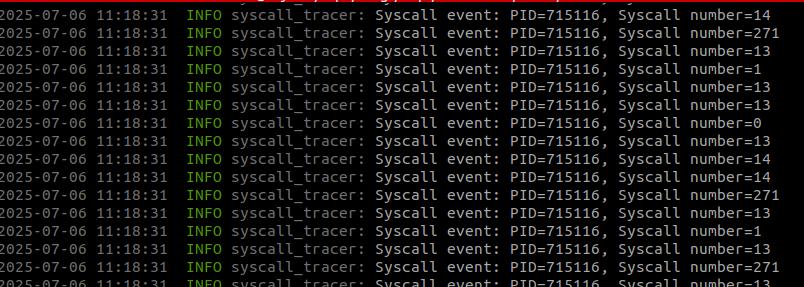 2025-07-06 11:18:31 INFO syscall_tracer: Syscall event: PID=715116, Syscall number=14
2025-07-06 11:18:31 INFO syscall_tracer: Syscall event: PID=715116, Syscall number=271
2025-07-06 11:18:31 INFO syscall_tracer: Syscall event: PID=715116, Syscall number=13
2025-07-06 11:18:31 INFO syscall_tracer: Syscall event: PID=715116, Syscall number=1
2025-07-06 11:18:31 INFO syscall_tracer: Syscall event: PID=715116, Syscall number=13
2025-07-06 11:18:31 INFO syscall_tracer: Syscall event: PID=715116, Syscall number=13
2025-07-06 11:18:31 INFO syscall_tracer: Syscall event: PID=715116, Syscall number=0
2025-07-06 11:18:31 INFO syscall_tracer: Syscall event: PID=715116, Syscall number=13
2025-07-06 11:18:31 INFO syscall_tracer: Syscall event: PID=715116, Syscall number=14
2025-07-06 11:18:31 INFO syscall_tracer: Syscall event: PID=715116, Syscall number=14
2025-07-06 11:18:31 INFO syscall_tracer: Syscall event: PID=715116, Syscall number=271
2025-07-06 11:18:31 INFO syscall_tracer: Syscall event: PID=715116, Syscall number=13
2025-07-06 11:18:31 INFO syscall_tracer: Syscall event: PID=715116, Syscall number=1
2025-07-06 11:18:31 INFO syscall_tracer: Syscall event: PID=715116, Syscall number=13
2025-07-06 11:18:31 INFO syscall_tracer: Syscall event: PID=715116, Syscall number=271
2025-07-06 11:18:31 INFO syscall_tracer: Syscall event: PID=715116, Syscall number=13